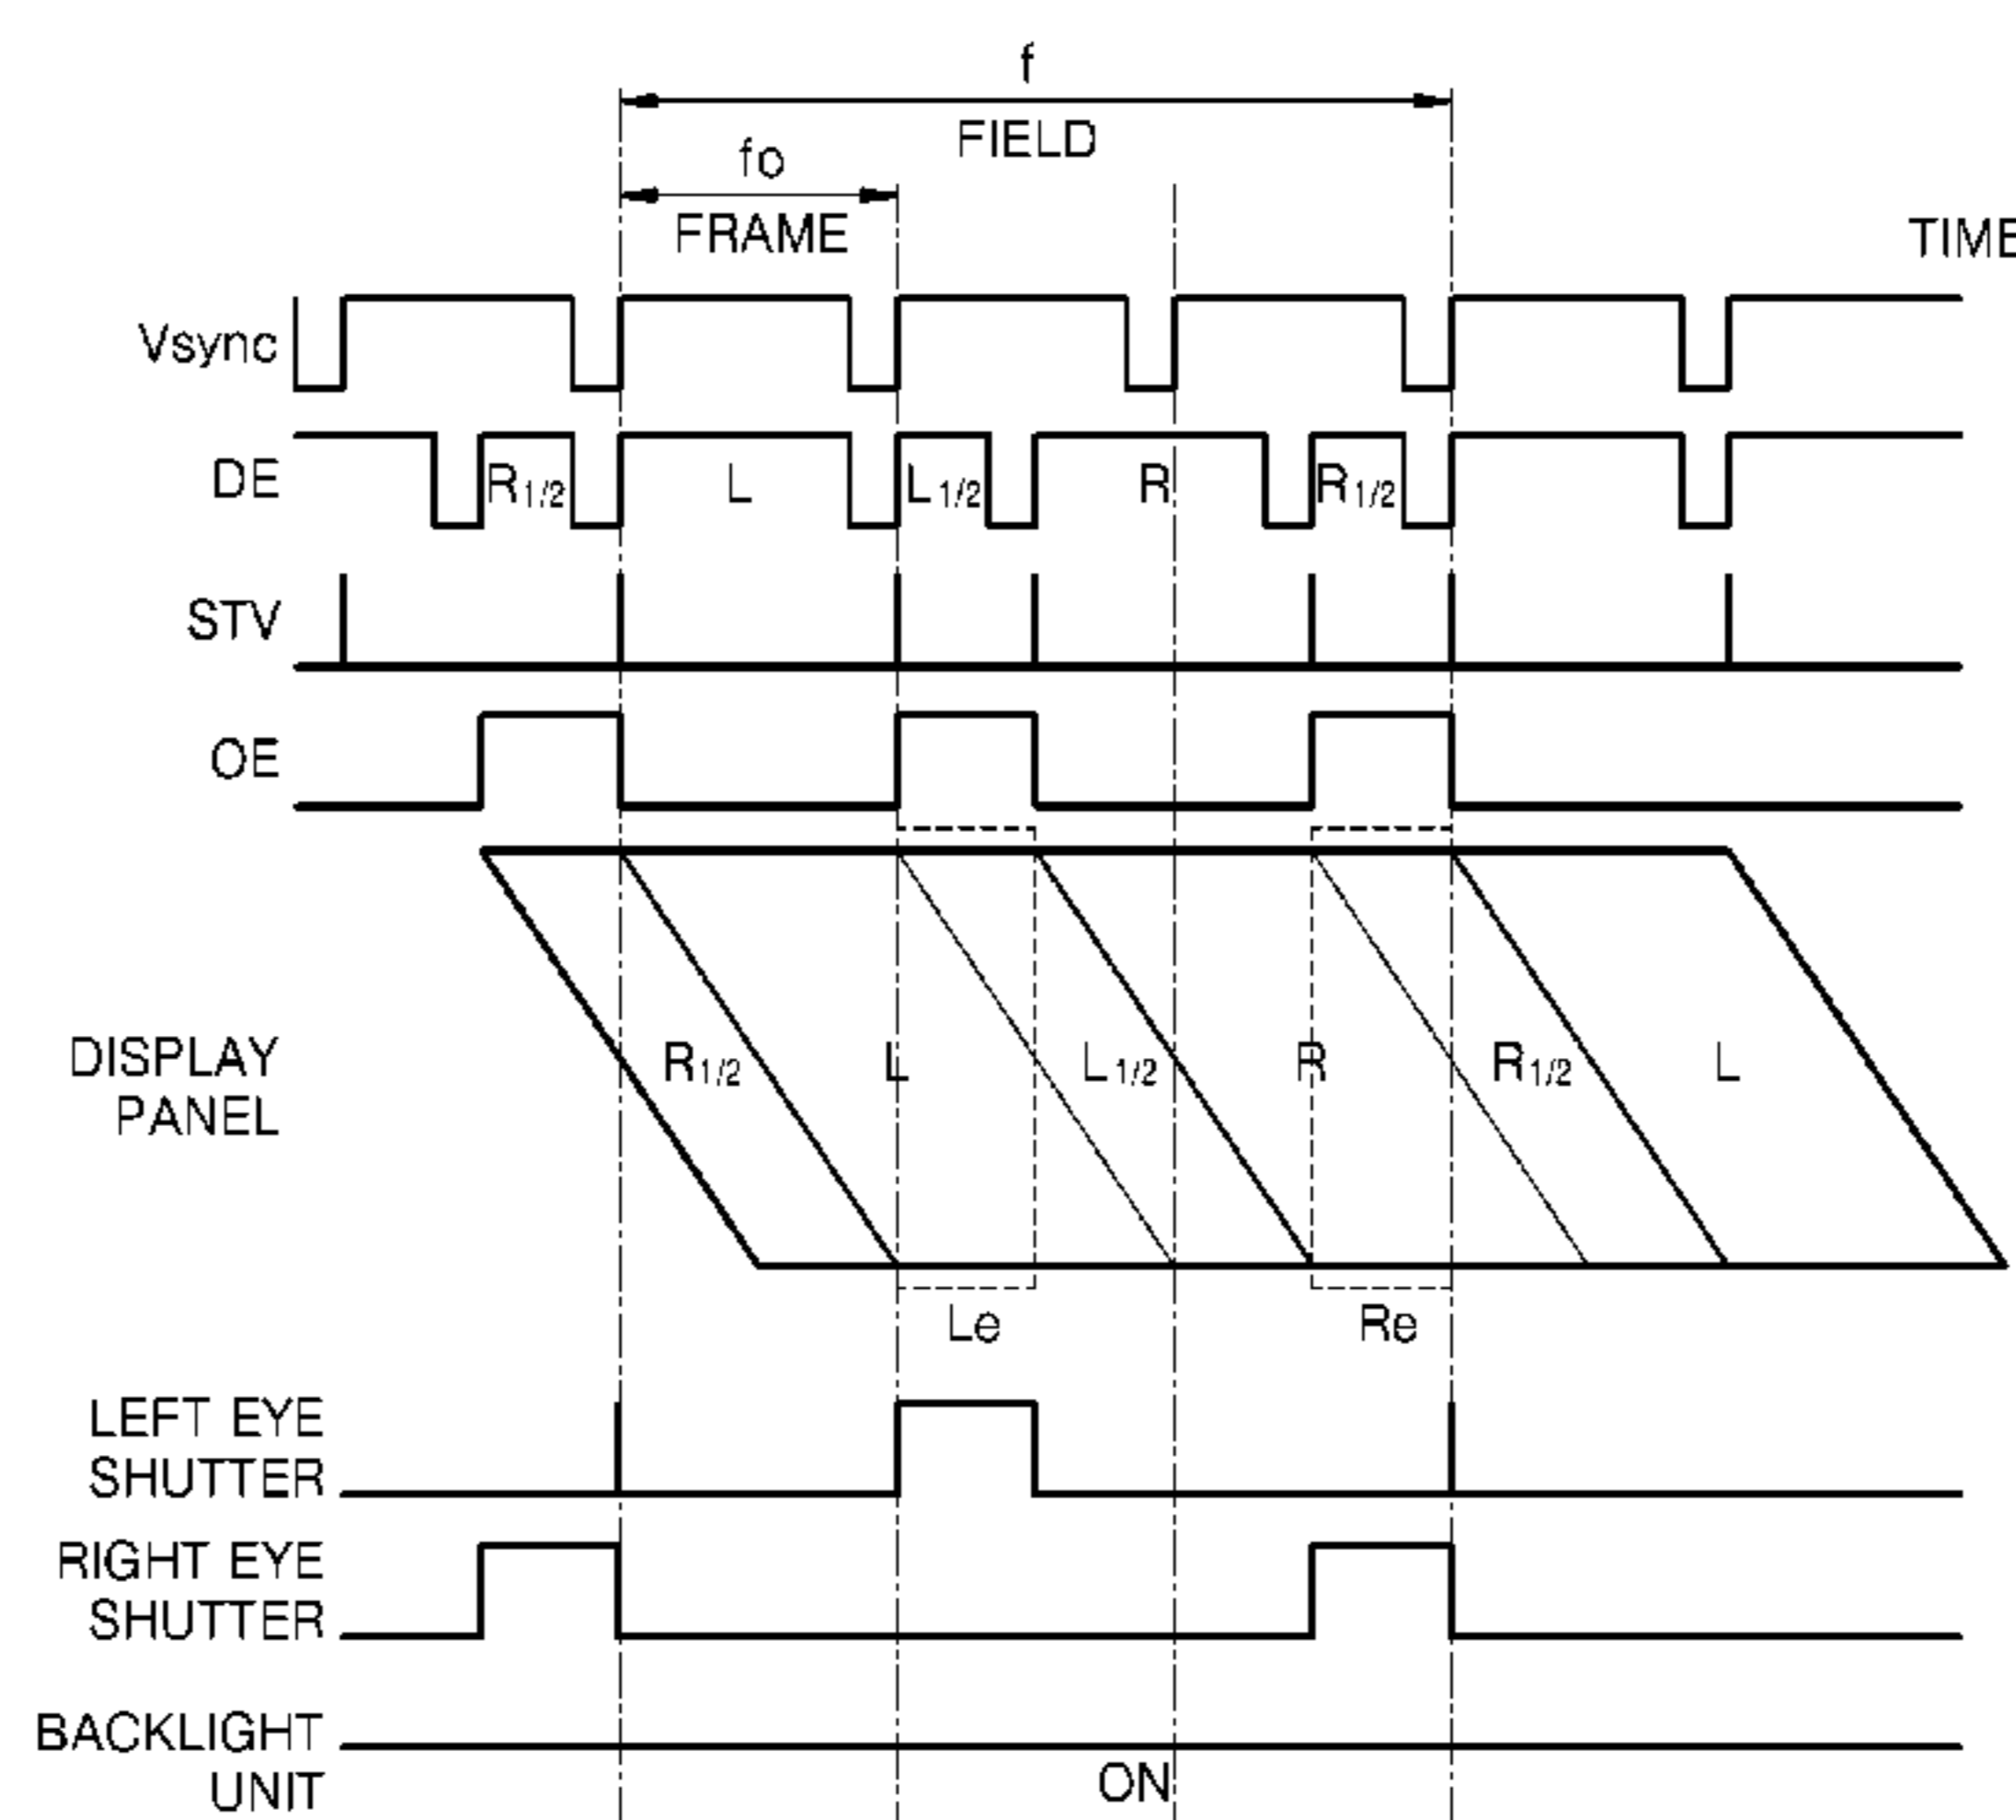 f
FIELD
fo
FRAME
TIME
Vsync
DE
R1/2 L L1/2 R R1/2
STV
OE
DISPLAY
PANEL
R1/2 L L1/2 R R1/2 L
Le Re
LEFT EYE
SHUTTER
RIGHT EYE
SHUTTER
BACKLIGHT
UNIT
ON